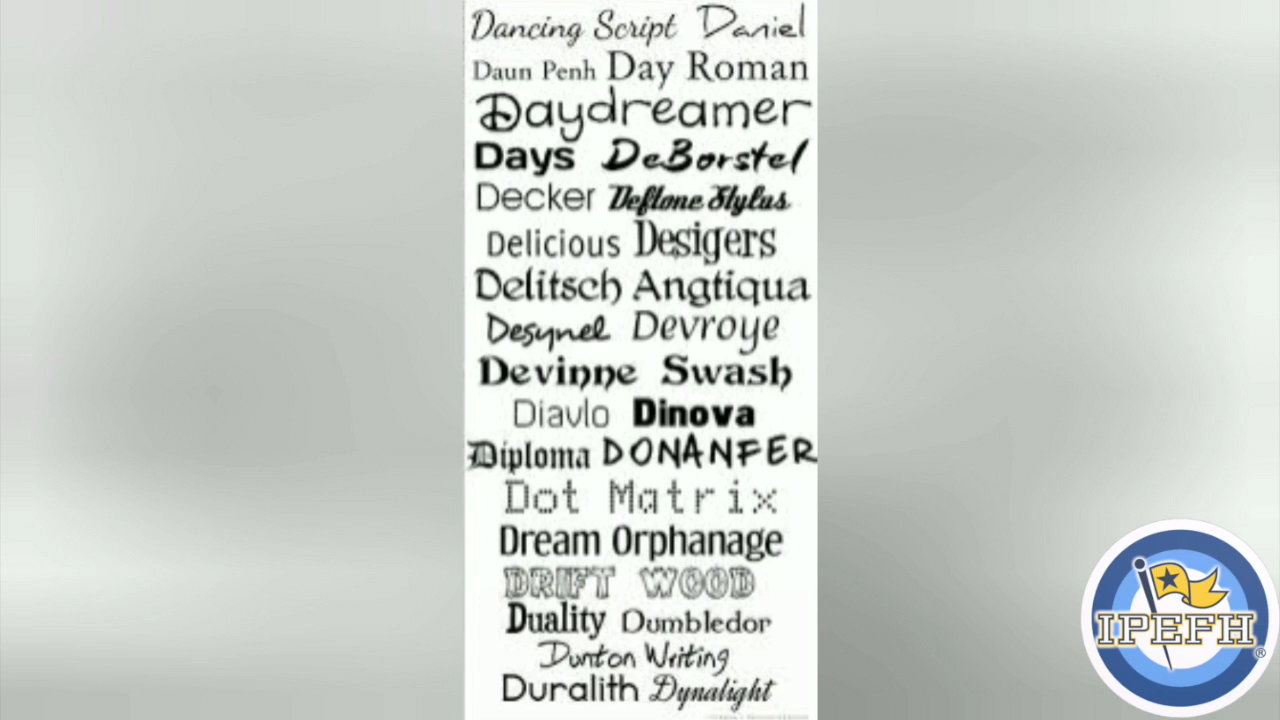 Dancing Script Daniel
Daun Penh Day Roman
Daydreamer
Days DeBorstel
Decker Deftone Stylus
Delicious Desigers
Delitsch Angtiqua
Desynel Devroye
Devinne Swash
Diavlo Dinova
Diploma DONANFER
Dot Matrix
Dream Orphanage
DRIFT WOOD
Duality Dumbledor
Dunton Writing
Duralith Dynalight
IPEFH®